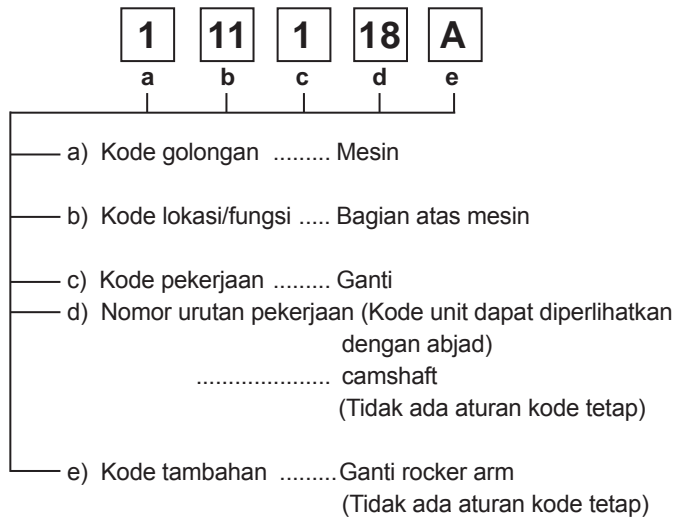 1 11 1 18 A
a b c d e
a) Kode golongan ......... Mesin
b) Kode lokasi/fungsi ..... Bagian atas mesin
c) Kode pekerjaan ......... Ganti
d) Nomor urutan pekerjaan (Kode unit dapat diperlihatkan
dengan abjad)
..................... camshaft
(Tidak ada aturan kode tetap)
e) Kode tambahan .........Ganti rocker arm
(Tidak ada aturan kode tetap)